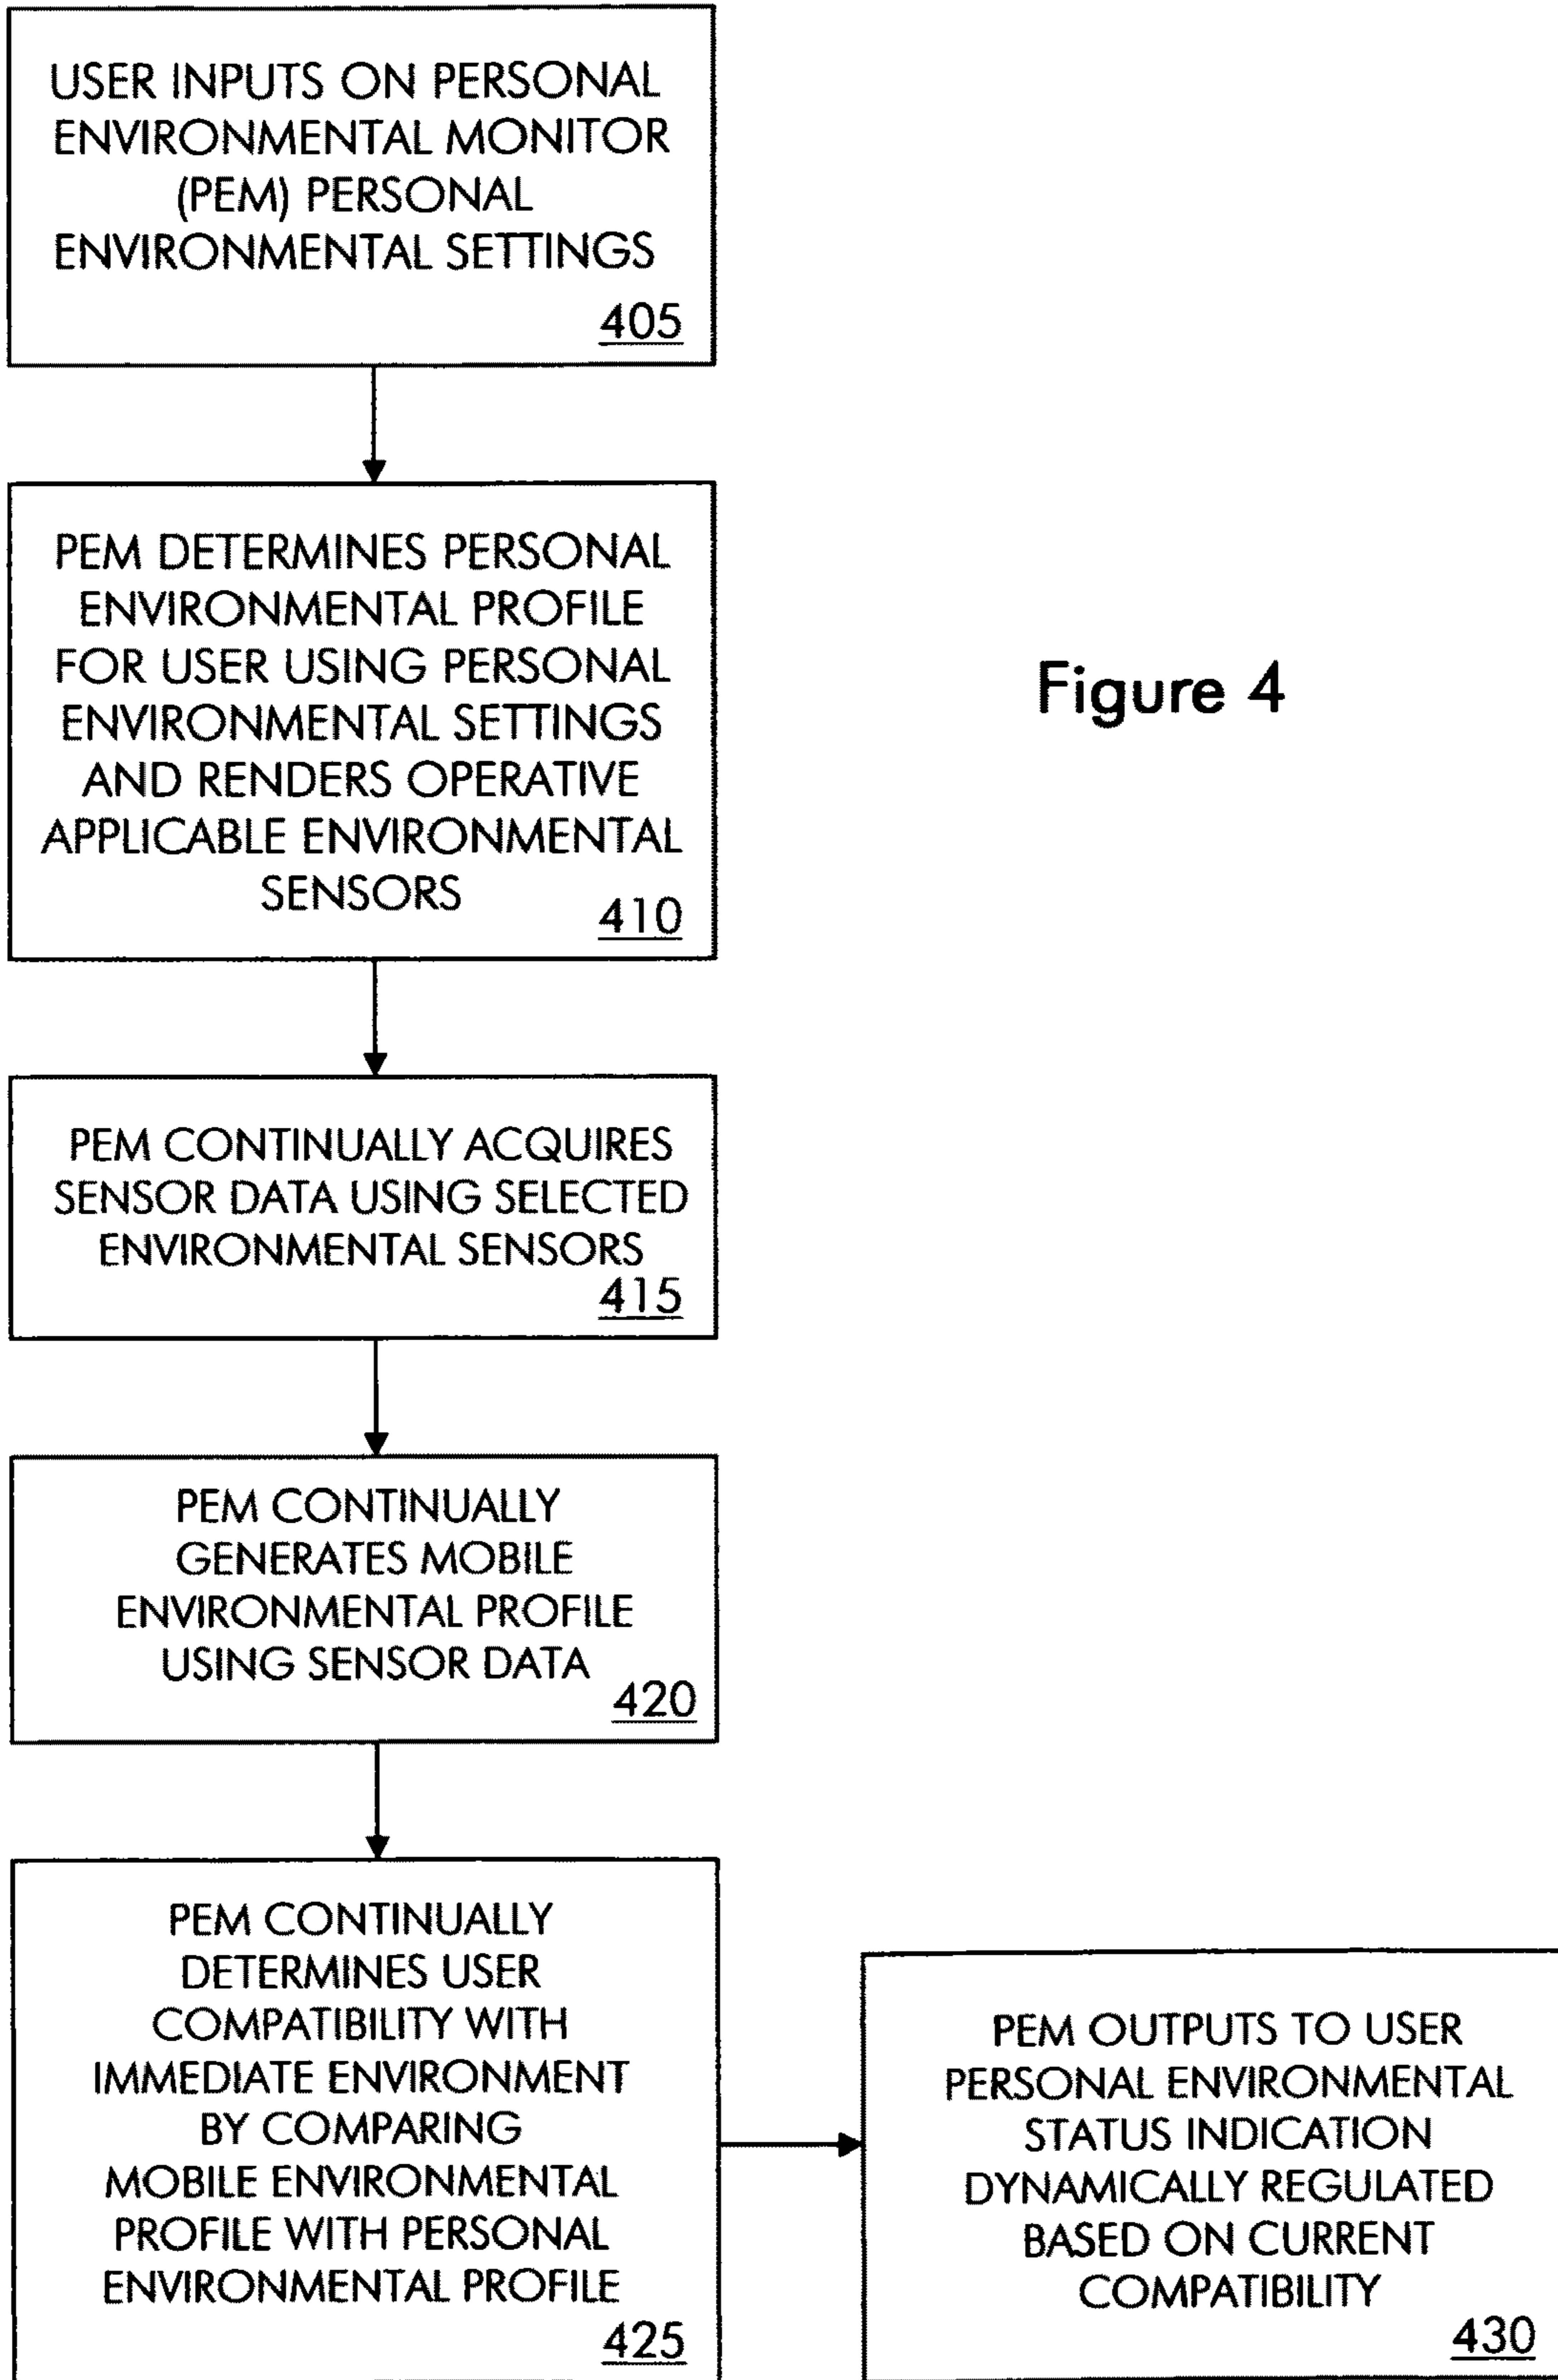 USER INPUTS ON PERSONAL
ENVIRONMENTAL MONITOR
(PEM) PERSONAL
ENVIRONMENTAL SETTINGS
405
PEM DETERMINES PERSONAL
ENVIRONMENTAL PROFILE
FOR USER USING PERSONAL
ENVIRONMENTAL SETTINGS
AND RENDERS OPERATIVE
APPLICABLE ENVIRONMENTAL
SENSORS
410
Figure 4
PEM CONTINUALLY ACQUIRES
SENSOR DATA USING SELECTED
ENVIRONMENTAL SENSORS
415
PEM CONTINUALLY
GENERATES MOBILE
ENVIRONMENTAL PROFILE
USING SENSOR DATA
420
PEM CONTINUALLY
DETERMINES USER
COMPATIBILITY WITH
IMMEDIATE ENVIRONMENT
BY COMPARING
MOBILE ENVIRONMENTAL
PROFILE WITH PERSONAL
ENVIRONMENTAL PROFILE
425
PEM OUTPUTS TO USER
PERSONAL ENVIRONMENTAL
STATUS INDICATION
DYNAMICALLY REGULATED
BASED ON CURRENT
COMPATIBILITY
430